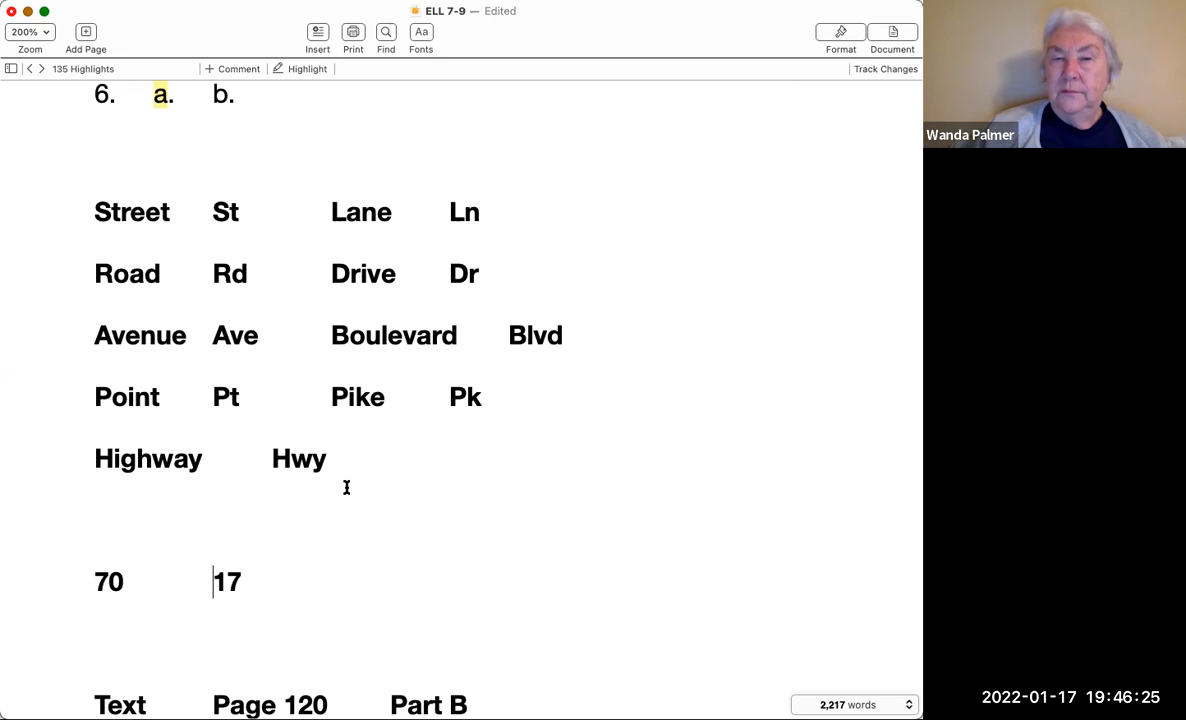 ELL 7-9 — Edited
200%
Zoom
Add Page
Insert
Print
Find
Aa
Fonts
Format
Document
135 Highlights
Comment
Highlight
Track Changes
6. a. b.
Street St Lane Ln
Road Rd Drive Dr
Avenue Ave Boulevard Blvd
Point Pt Pike Pk
Highway Hwy
70 17
Text Page 120 Part B
2,217 words
Wanda Palmer
2022-01-17 19:46:25